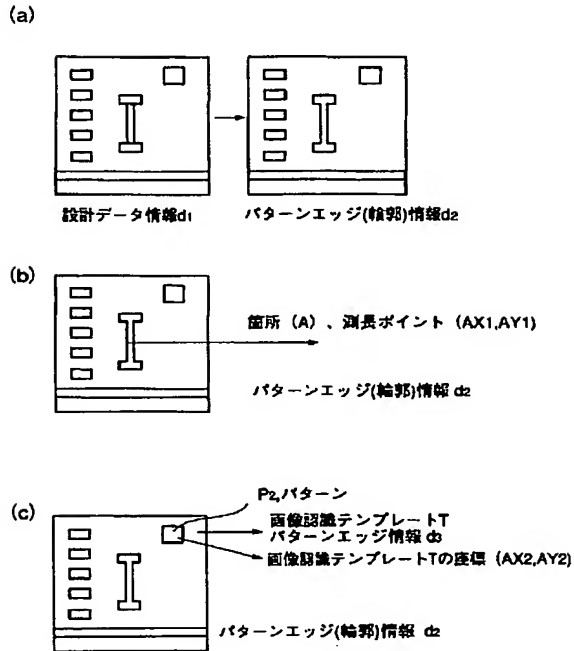 (a)
設計データ情報d1
パターンエッジ(輪郭)情報d2
(b)
箇所(A)、測長ポイント(AX1,AY1)
パターンエッジ(輪郭)情報 d2
(c)
P2,パターン
画像認識テンプレートT
パターンエッジ情報 d3
画像認識テンプレートTの座標(AX2,AY2)
パターンエッジ(輪郭)情報 d2